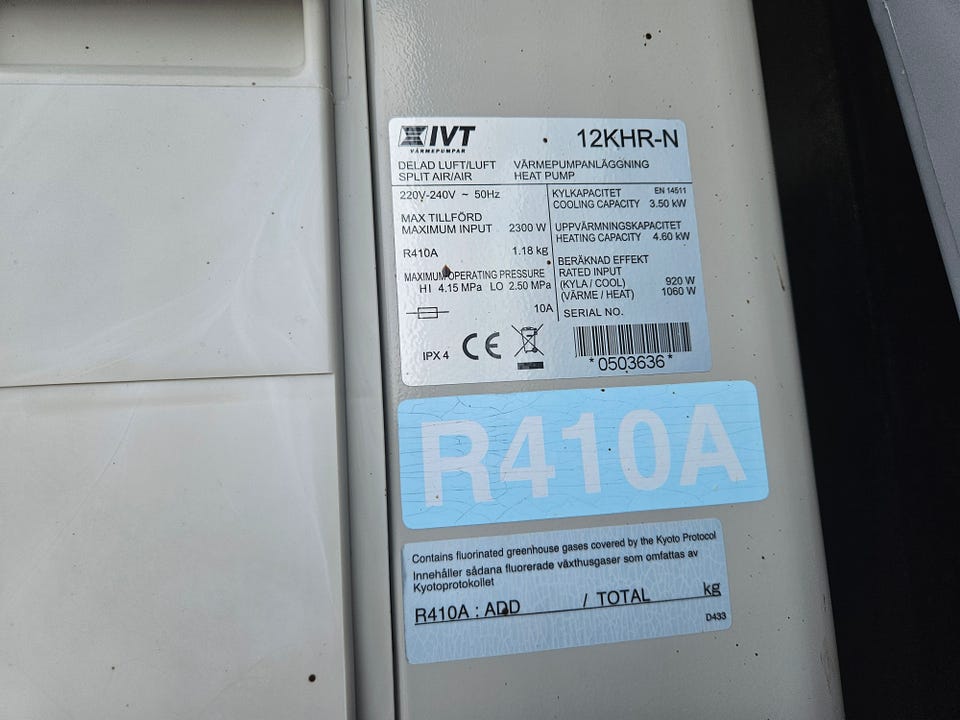 IVT
VÄRMEPUMPAR
12KHR-N
DELAD LUFT/LUFT VÄRMEPUMPANLÄGGNING
SPLIT AIR/AIR HEAT PUMP
220V-240V ~ 50Hz
MAX TILLFÖRD
MAXIMUM INPUT 2300 W
R410A 1.18 kg
MAXIMUM OPERATING PRESSURE
HI 4.15 MPa LO 2.50 MPa
10A
IPX 4
CE
KYLKAPACITET EN 14511
COOLING CAPACITY 3.50 kW
UPPVÄRMNINGSKAPACITET
HEATING CAPACITY 4.60 kW
BERÄKNAD EFFEKT
RATED INPUT
(KYLA / COOL) 920 W
(VÄRME / HEAT) 1060 W
SERIAL NO.
*0503636*
R410A
Contains fluorinated greenhouse gases covered by the Kyoto Protocol
Innehåller sådana fluorerade växthusgaser som omfattas av
Kyotoprotokollet
R410A : ADD / TOTAL kg
D433